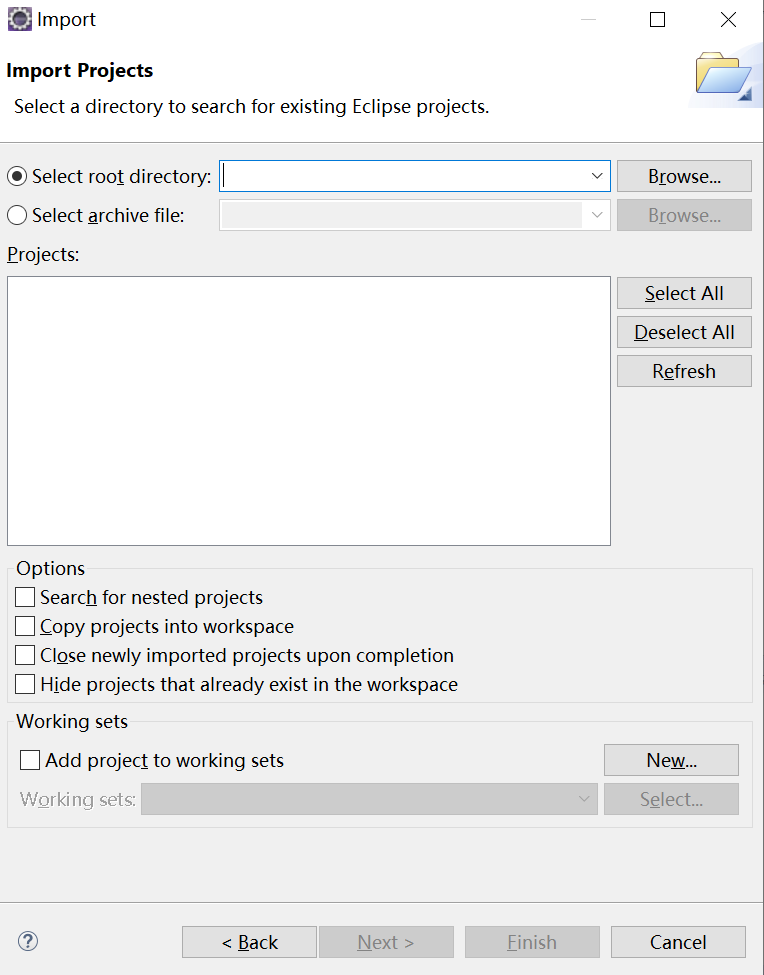 Import
Import Projects
Select a directory to search for existing Eclipse projects.
Select root directory:
Browse...
Select archive file:
Browse...
Projects:
Select All
Deselect All
Refresh
Options
Search for nested projects
Copy projects into workspace
Close newly imported projects upon completion
Hide projects that already exist in the workspace
Working sets
Add project to working sets
New...
Working sets:
Select...
?
< Back
Next >
Finish
Cancel